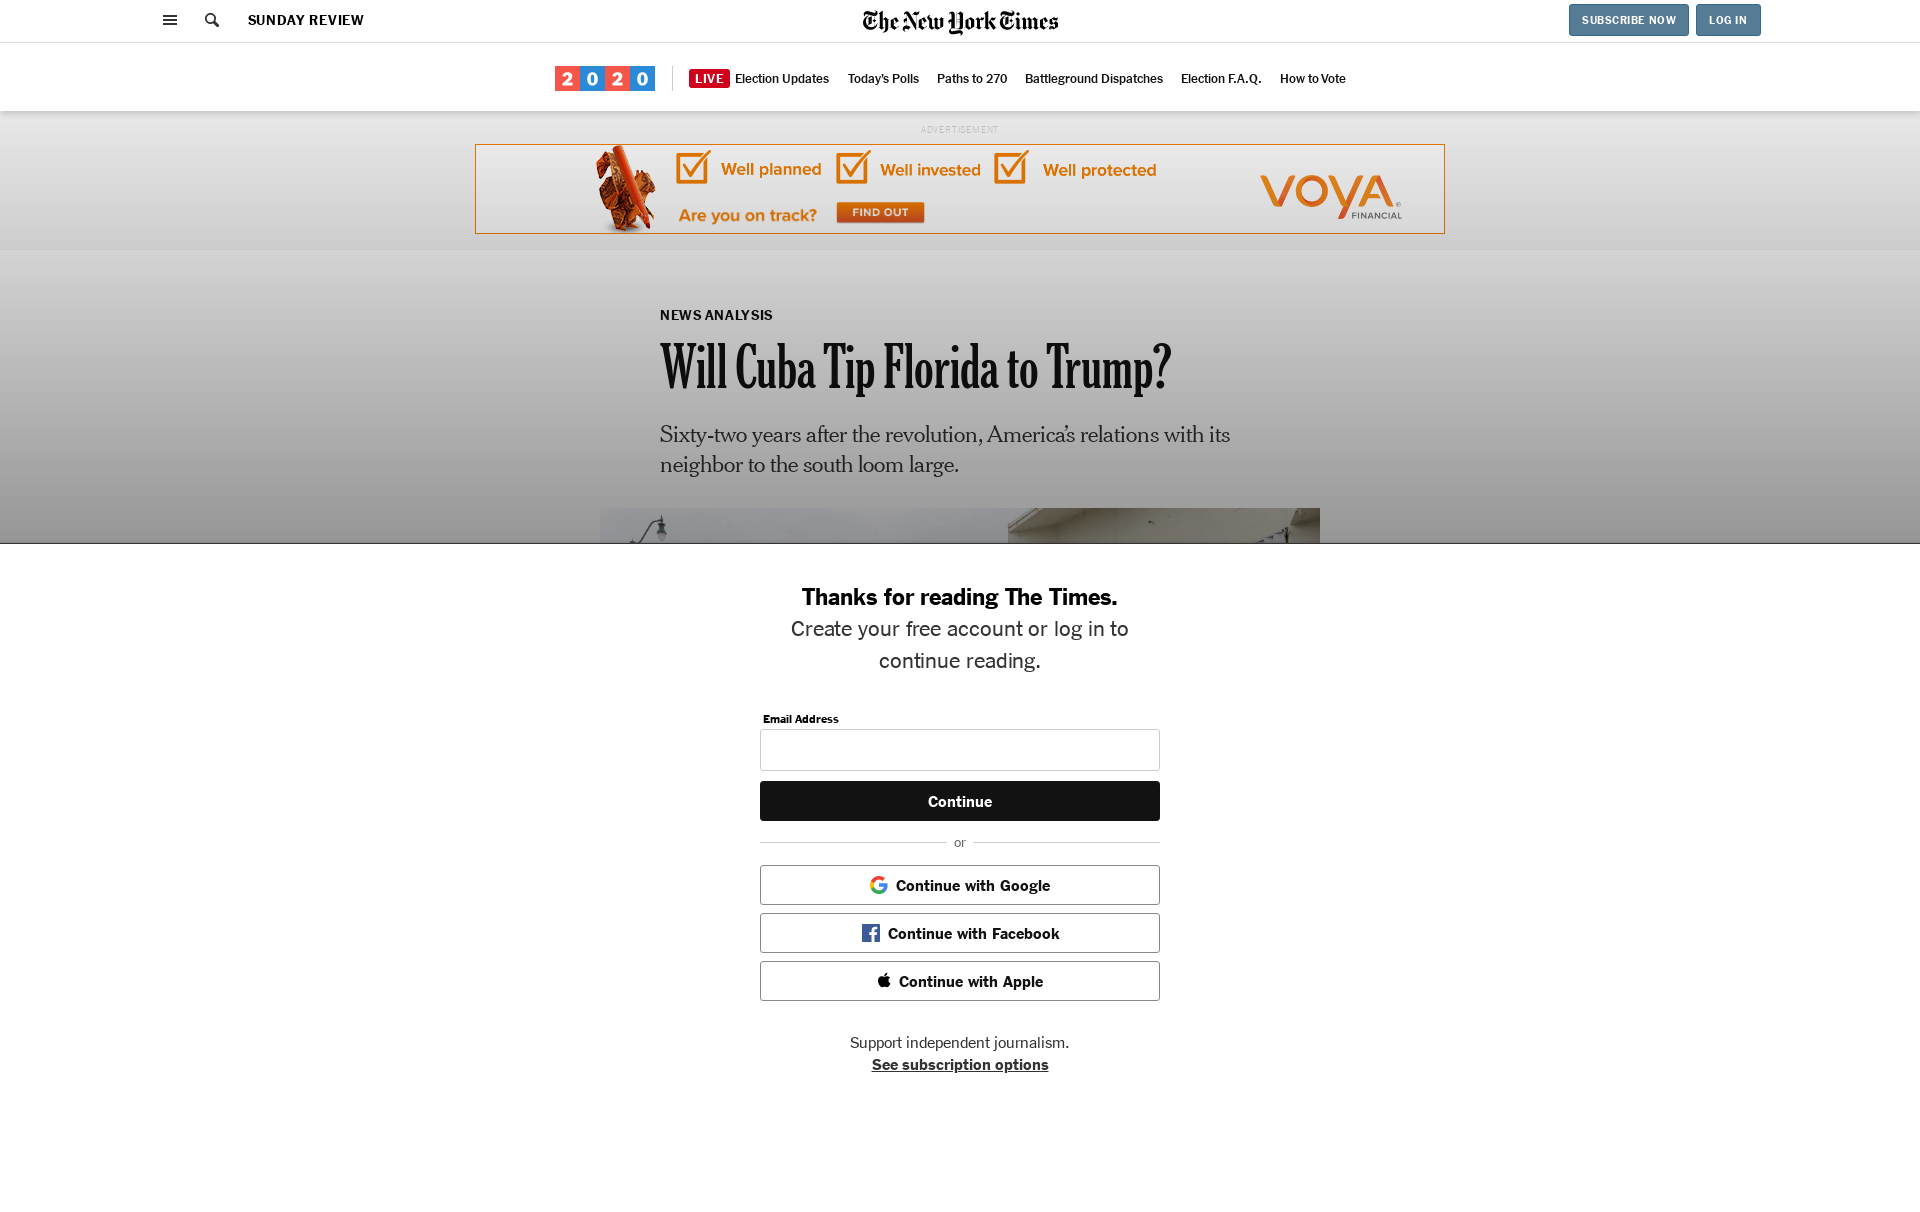 SUNDAY REVIEW
The New York Times
SUBSCRIBE NOW
LOG IN
2020
LIVE Election Updates
Today's Polls
Paths to 270
Battleground Dispatches
Election F.A.Q.
How to Vote
ADVERTISEMENT
Well planned
Well invested
Well protected
Are you on track?
FIND OUT
VOYA®
FINANCIAL
NEWS ANALYSIS
Will Cuba Tip Florida to Trump?
Sixty-two years after the revolution, America's relations with its
neighbor to the south loom large.
Thanks for reading The Times.
Create your free account or log in to
continue reading.
Email Address
Continue
or
Continue with Google
Continue with Facebook
Continue with Apple
Support independent journalism.
See subscription options